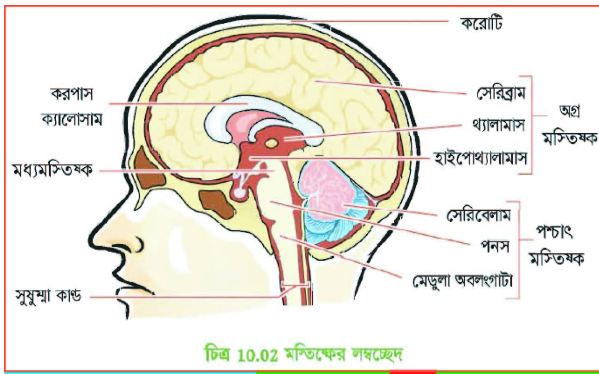 করোটি
করপাস
ক্যালোসাম
মধ্যমস্তিষ্ক
সুষুম্মা কাণ্ড
সেরিব্রাম
থ্যালামাস
হাইপোথ্যালামাস
অগ্র
মস্তিষ্ক
সেরিবেলাম
পনস
মেডুলা অবলংগাটা
পশ্চাৎ
মস্তিষ্ক
চিত্র 10.02 মস্তিষ্কের লম্বচ্ছেদ